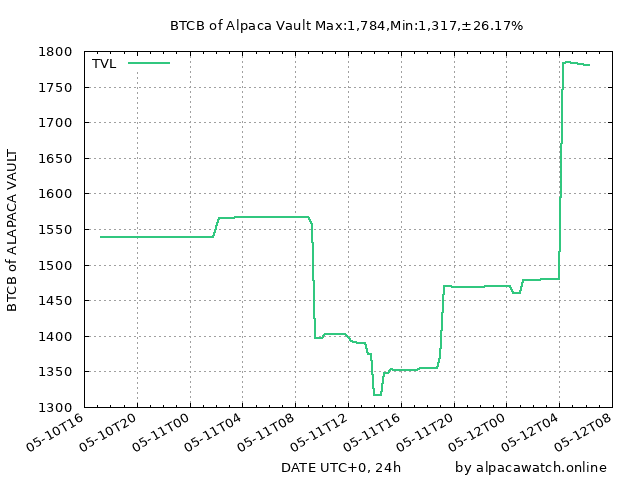 BTCB of Alpaca Vault Max:1,784,Min:1,317,±26.17%
TVL
BTCB of ALAPACA VAULT
1800
1750
1700
1650
1600
1550
1500
1450
1400
1350
1300
05-10T16
05-10T20
05-11T00
05-11T04
05-11T08
05-11T12
05-11T16
05-11T20
05-12T00
05-12T04
05-12T08
DATE UTC+0, 24h
by alpacawatch.online